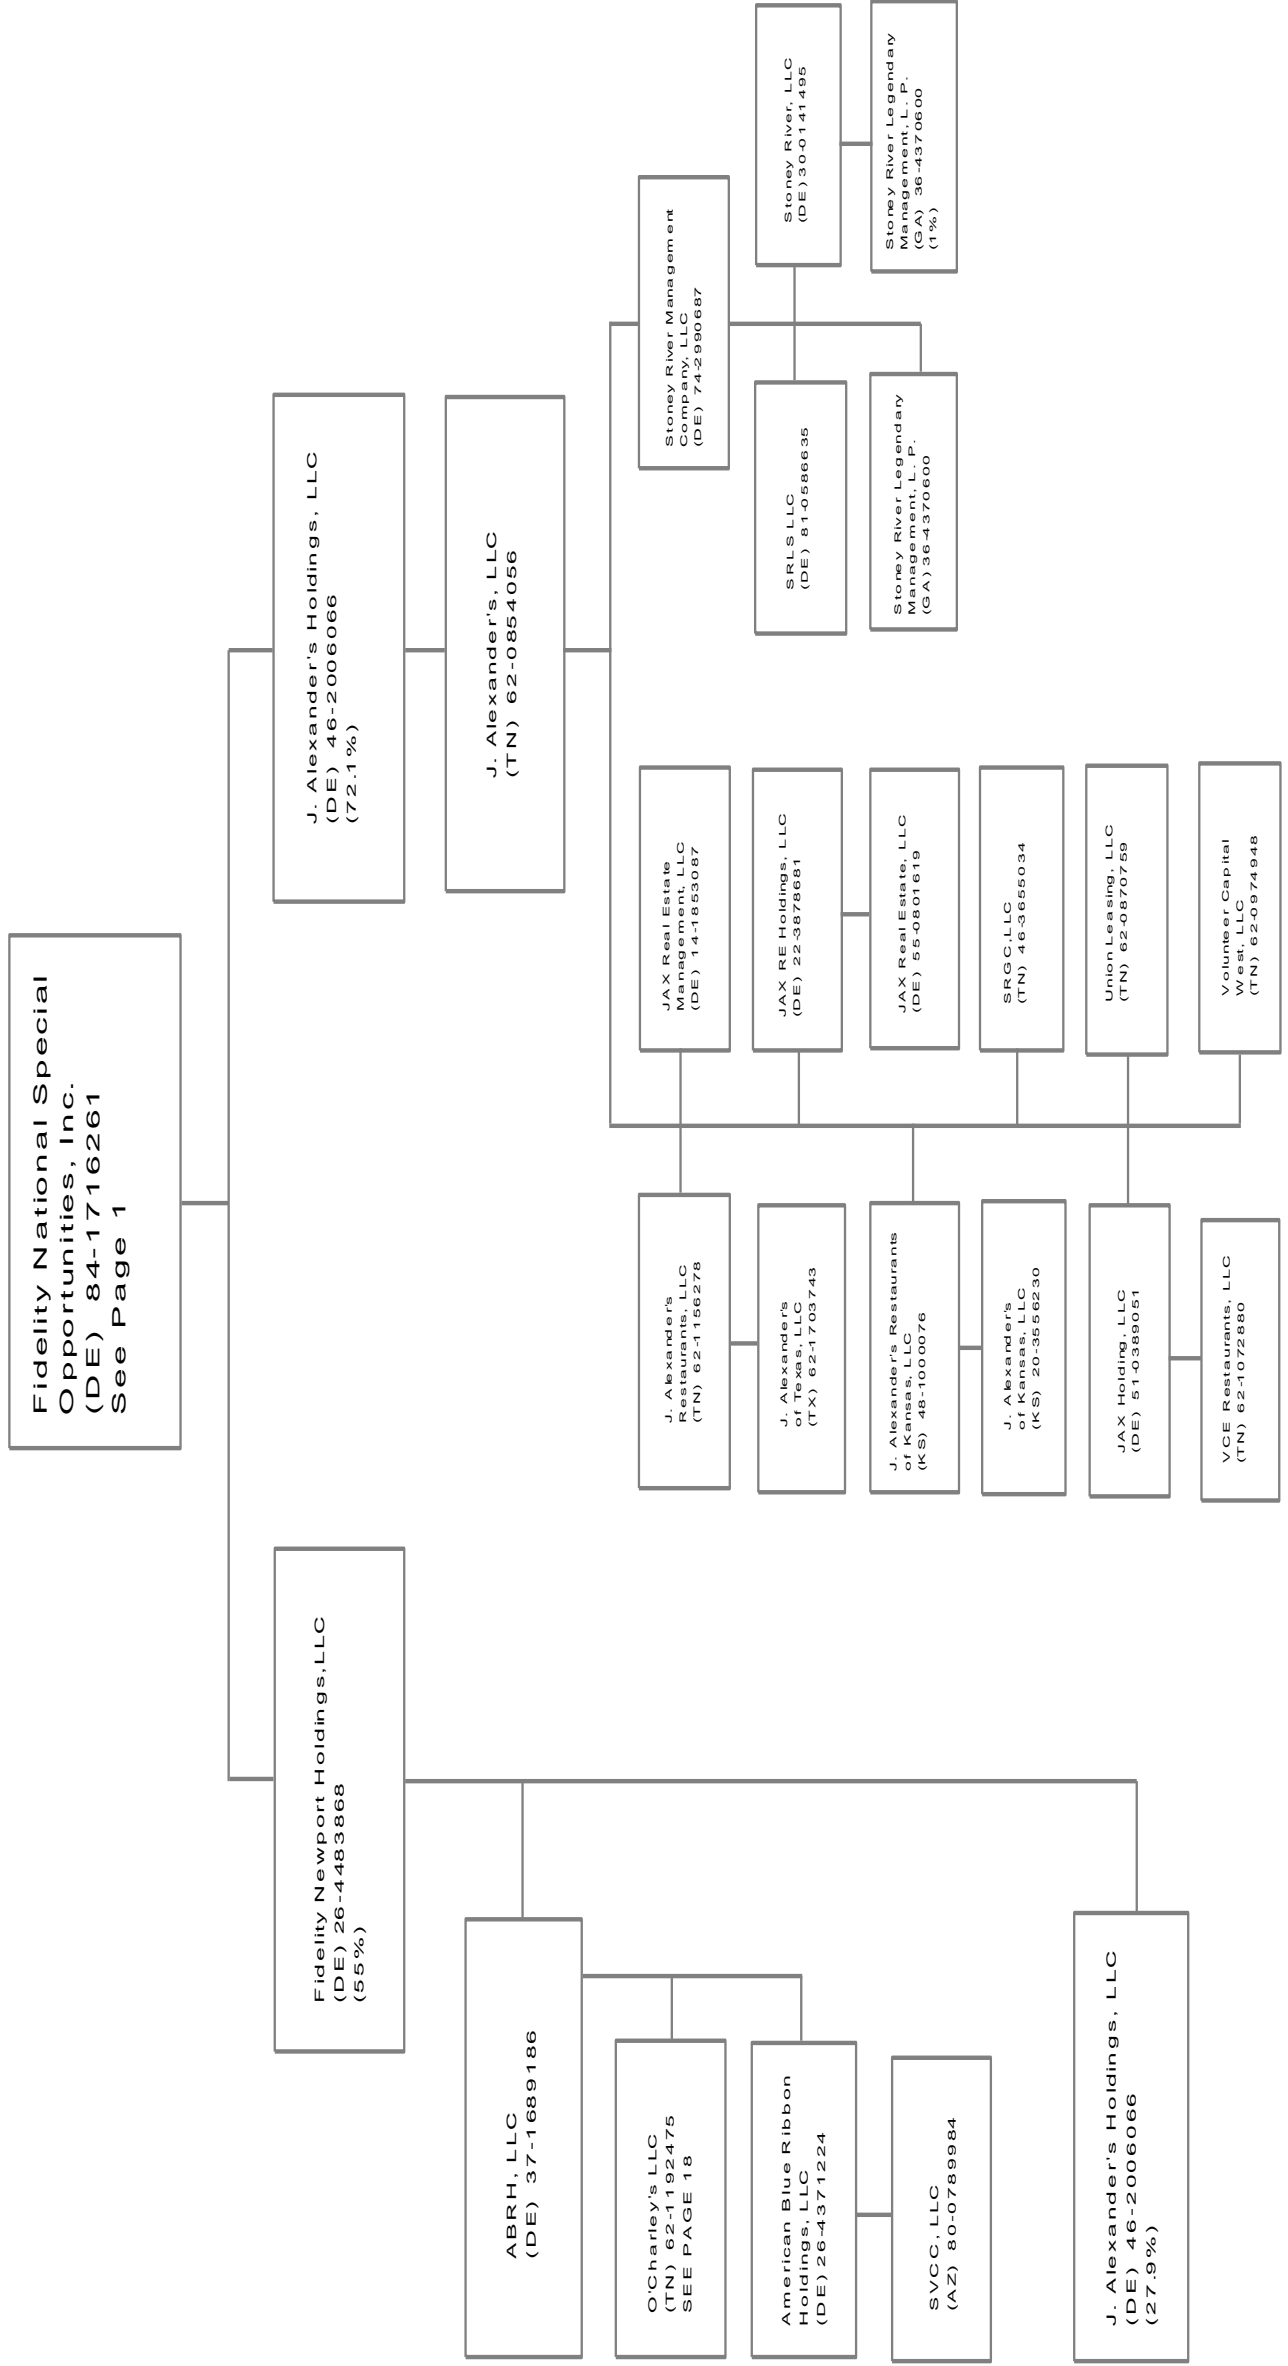 Fidelity National Special
Opportunities, Inc.
(DE) 84-1716261
See Page 1
Fidelity Newport Holdings,LLC
(DE) 26-4483868
(55%)
J. Alexander's Holdings, LLC
(DE) 46-2006066
(72.1%)
ABRH, LLC
(DE) 37-1689186
O'Charley's LLC
(TN) 62-1192475
SEE PAGE 18
American Blue Ribbon
Holdings, LLC
(DE) 26-4371224
SVCC, LLC
(AZ) 80-0789984
J. Alexander's Holdings, LLC
(DE) 46-2006066
(27.9%)
J. Alexander's, LLC
(TN) 62-0854056
J. Alexander's
Restaurants, LLC
(TN) 62-1156278
J. Alexander's
of Texas, LLC
(TX) 62-1703743
J. Alexander's Restaurants
of Kansas, LLC
(KS) 48-1000076
J. Alexander's
of Kansas, LLC
(KS) 20-3556230
JAX Holding, LLC
(DE) 51-0389051
VCE Restaurants, LLC
(TN) 62-1072880
JAX Real Estate
Management, LLC
(DE) 14-1853087
JAX RE Holdings, LLC
(DE) 22-3878681
JAX Real Estate, LLC
(DE) 55-0801619
SRGC,LLC
(TN) 46-3655034
Union Leasing, LLC
(TN) 62-0870759
Volunteer Capital
West, LLC
(TN) 62-0974948
Stoney River Management
Company, LLC
(DE) 74-2990687
SRLS LLC
(DE) 81-0586635
Stoney River Legendary
Management, L. P.
(GA) 36-4370600
Stoney River, LLC
(DE) 30-0141495
Stoney River Legendary
Management, L. P.
(GA) 36-4370600
(1%)